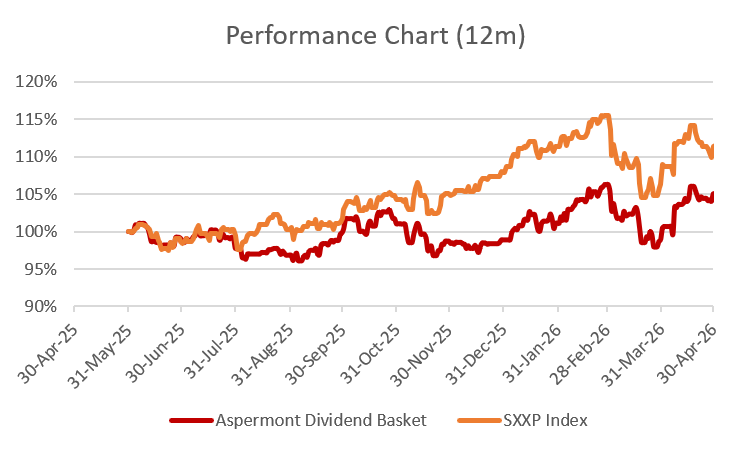 Performance Chart (12m)
120%
115%
110%
105%
100%
95%
90%
30-Apr-25
31-May-25
30-Jun-25
31-Jul-25
31-Aug-25
30-Sep-25
31-Oct-25
30-Nov-25
31-Dec-25
31-Jan-26
28-Feb-26
31-Mar-26
30-Apr-26
Aspermont Dividend Basket SXXP Index